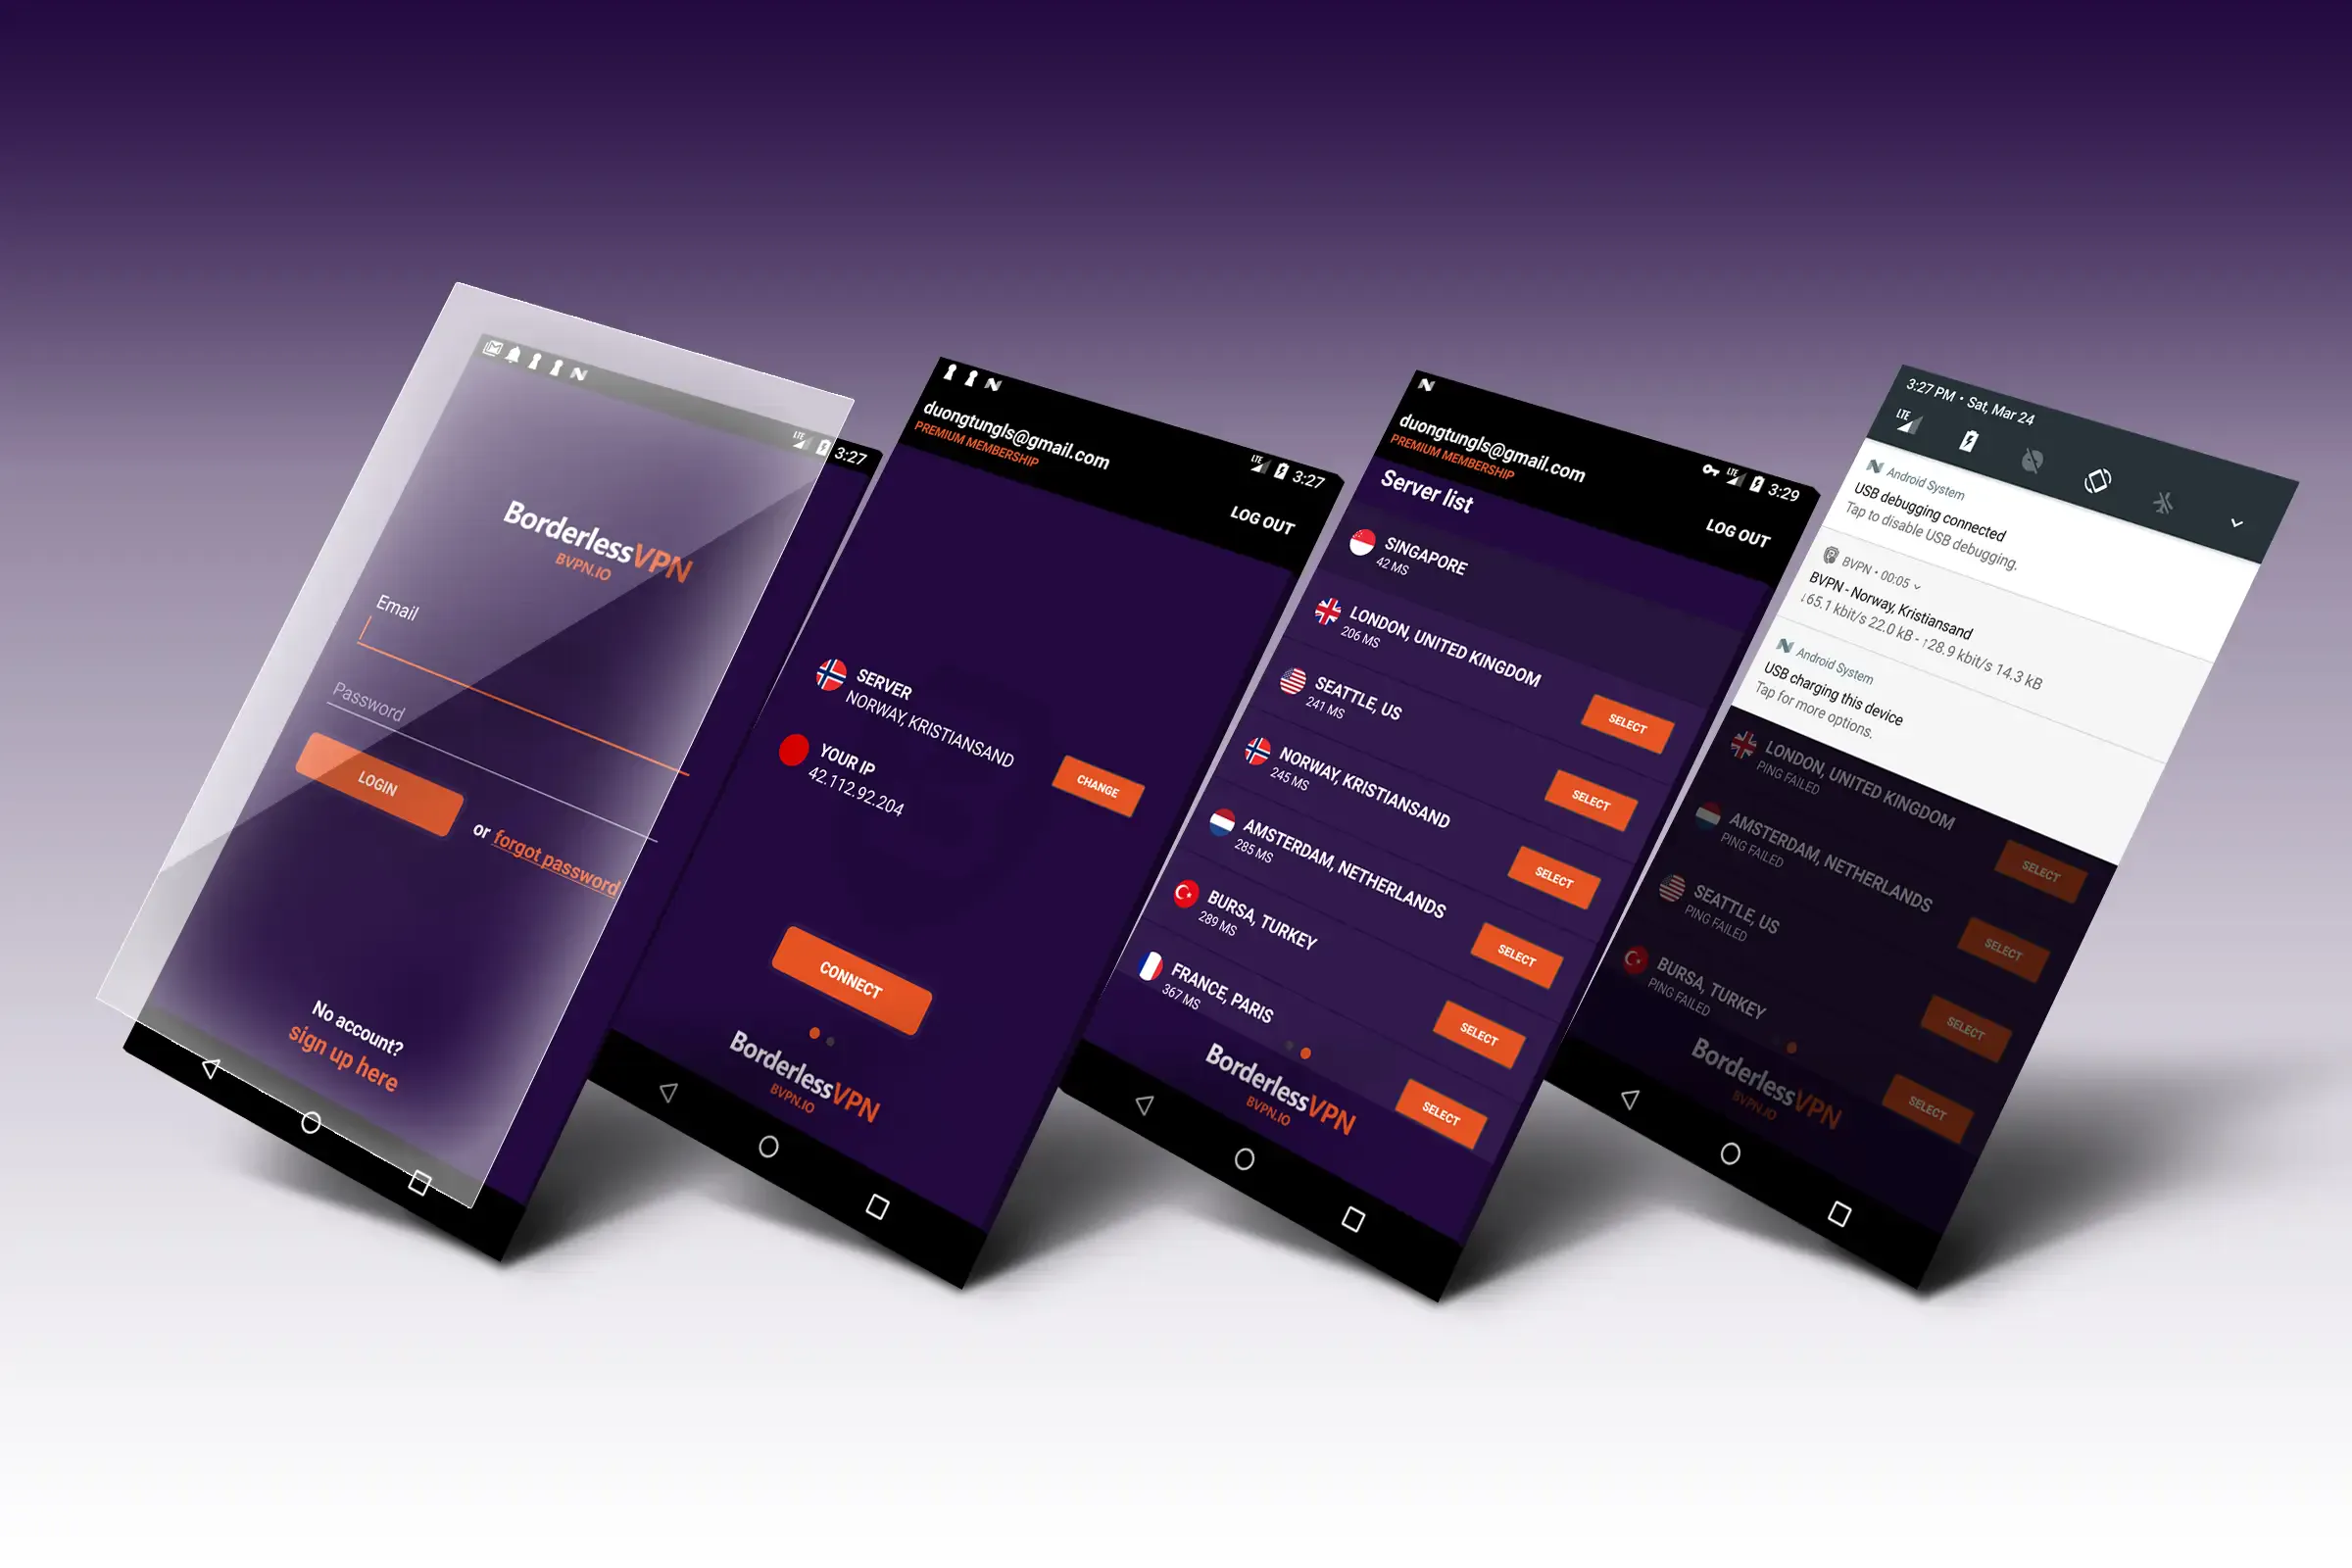 3:27
BorderlessVPN
BVPN.IO
Email
Password
LOGIN
or forgot password
No account?
sign up here
LTE
3:27
duongtungls@gmail.com
PREMIUM MEMBERSHIP
LOG OUT
SERVER
NORWAY, KRISTIANSAND
YOUR IP
42.112.92.204
CHANGE
CONNECT
BorderlessVPN
BVPN.IO
LTE
3:29
duongtungls@gmail.com
PREMIUM MEMBERSHIP
LOG OUT
Server list
SINGAPORE
42 MS
LONDON, UNITED KINGDOM
206 MS
SELECT
SEATTLE, US
241 MS
SELECT
NORWAY, KRISTIANSAND
245 MS
SELECT
AMSTERDAM, NETHERLANDS
285 MS
SELECT
BURSA, TURKEY
289 MS
SELECT
FRANCE, PARIS
367 MS
SELECT
BorderlessVPN
BVPN.IO
3:27 PM • Sat, Mar 24
LTE
Android System
USB debugging connected
Tap to disable USB debugging.
BVPN • 00:05
BVPN - Norway, Kristiansand
↓65.1 kbit/s 22.0 kB - ↑28.9 kbit/s 14.3 kB
Android System
USB charging this device
Tap for more options.
LONDON, UNITED KINGDOM
PING FAILED
SELECT
AMSTERDAM, NETHERLANDS
PING FAILED
SELECT
SEATTLE, US
PING FAILED
SELECT
BURSA, TURKEY
PING FAILED
SELECT
BorderlessVPN
BVPN.IO